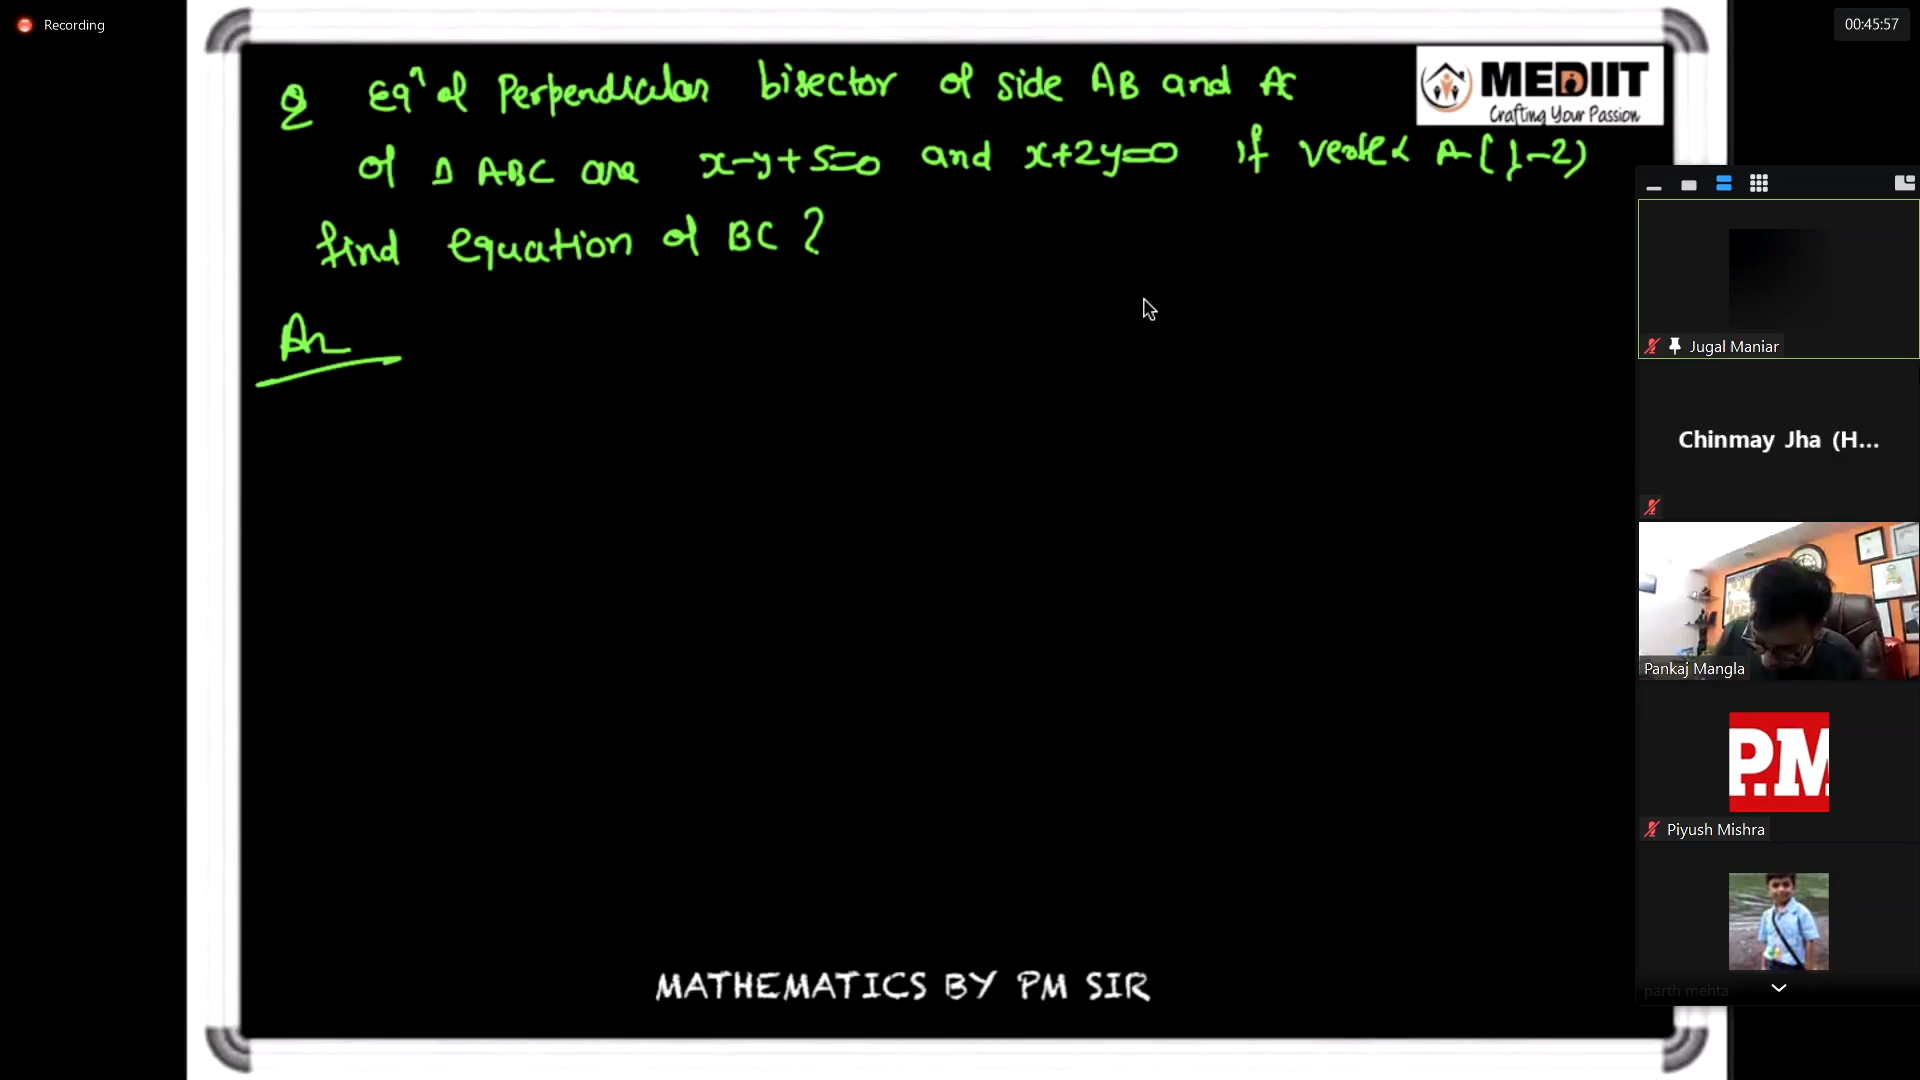 Recording
00:45:57
MEDIIT
Crafting Your Passion
Q Eqn of Perpendicular bisector of side AB and AC
of Δ ABC are x-y+5=0 and x+2y=0 if vertex A(1,-2)
find equation of BC?
An
MATHEMATICS BY PM SIR
Jugal Maniar
Chinmay Jha (H...
Pankaj Mangla
P.M
Piyush Mishra
parth mehta